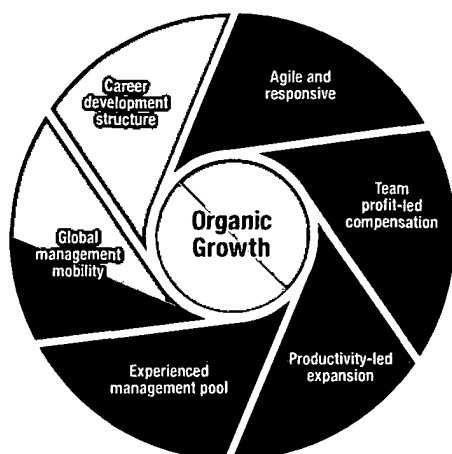 Career
development
structure
Agile and
responsive
Team
profit-led
compensation
Productivity-led
expansion
Experienced
management pool
Global
management
mobility
Organic
Growth